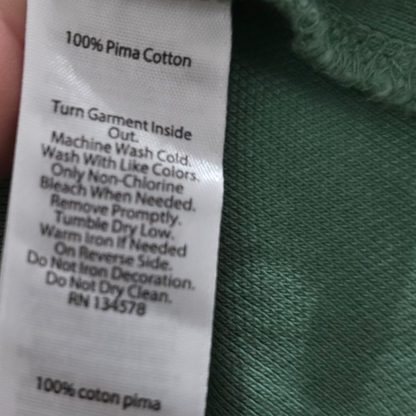 100% Pima Cotton
Turn Garment Inside
Out.
Machine Wash Cold.
Wash With Like Colors.
Only Non-Chlorine
Bleach When Needed.
Remove Promptly.
Tumble Dry Low.
Warm Iron If Needed
On Reverse Side.
Do Not Iron Decoration.
Do Not Dry Clean.
RN 134578
100% coton pima